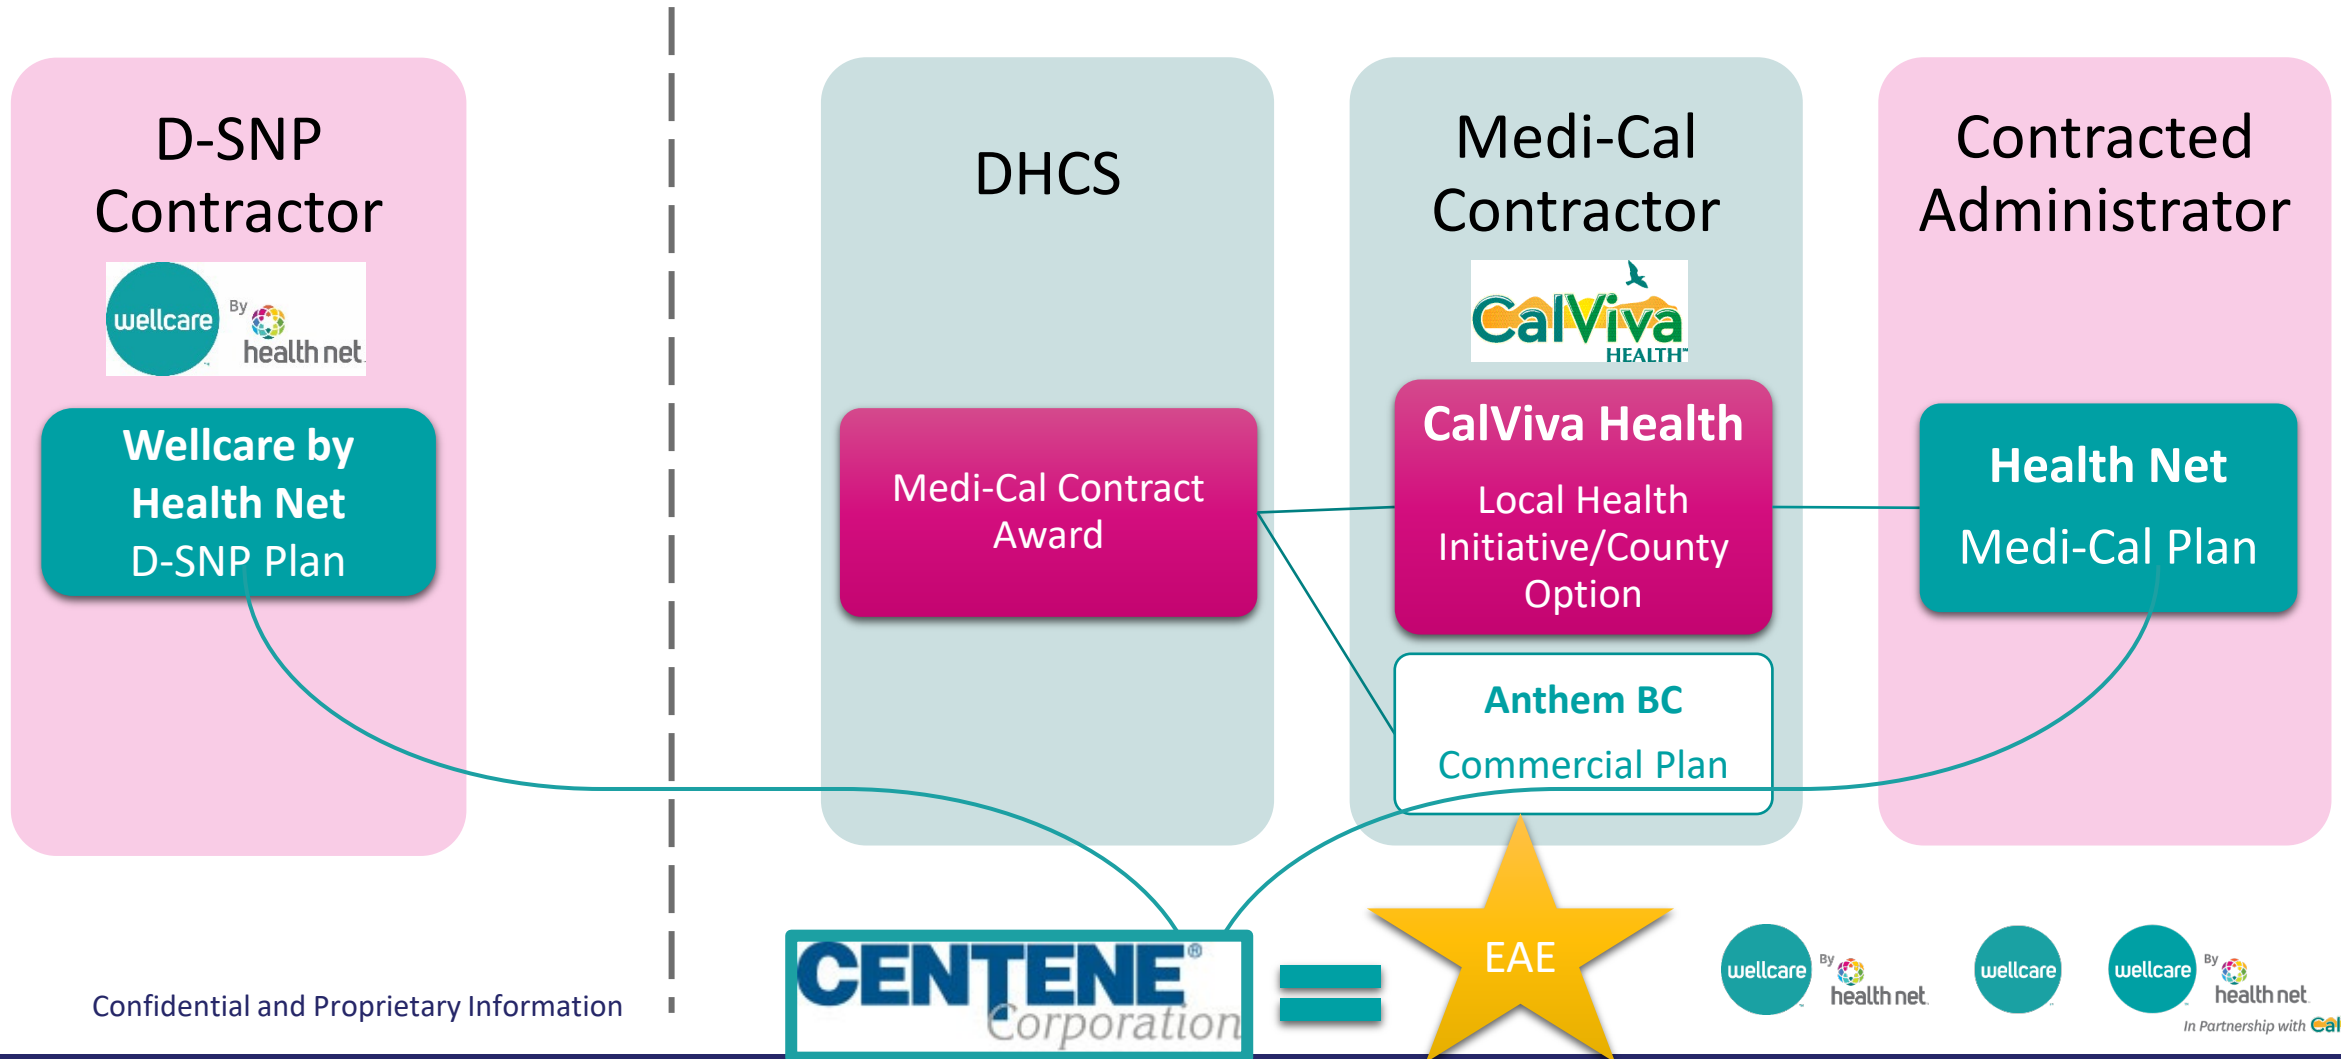 D-SNP
Contractor
wellcare
By
health net
Wellcare by
Health Net
D-SNP Plan
DHCS
Medi-Cal Contract
Award
Medi-Cal
Contractor
CalViva
HEALTH
CalViva Health
Local Health
Initiative/County
Option
Anthem BC
Commercial Plan
Contracted
Administrator
Health Net
Medi-Cal Plan
CENTENE®
Corporation
EAE
wellcare
By
health net
wellcare
wellcare
By
health net
In Partnership with Cal
Confidential and Proprietary Information